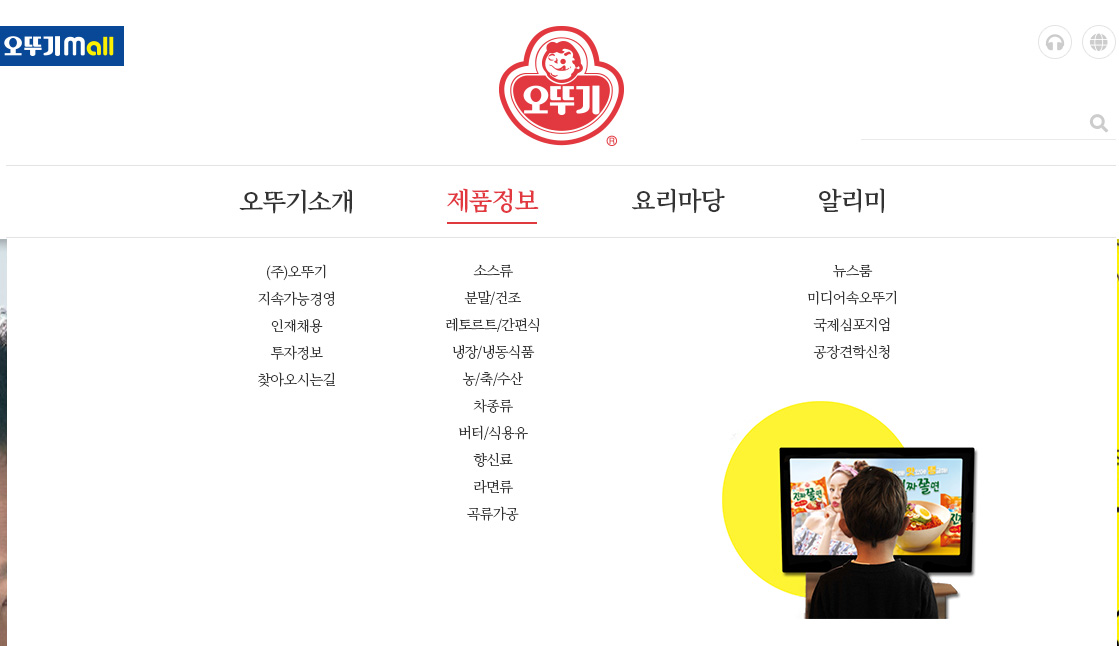 오뚜기mall
오뚜기
®
오뚜기소개
제품정보
요리마당
알리미
(주)오뚜기
지속가능경영
인재채용
투자정보
찾아오시는길
소스류
분말/건조
레토르트/간편식
냉장/냉동식품
농/축/수산
차종류
버터/식용유
향신료
라면류
곡류가공
뉴스룸
미디어속오뚜기
국제심포지엄
공장견학신청
진짜쫄면